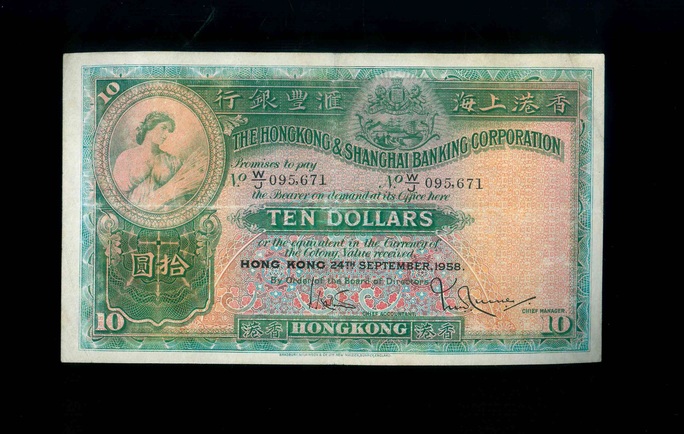 10
行銀豐滙 海上港香
THE HONGKONG & SHANGHAI BANKING CORPORATION
Promises to pay
No. W/J 095,671 No. W/J 095,671
the Bearer on demand at its Office here
TEN DOLLARS
or the equivalent in the Currency of
the Colony, Value received.
HONG KONG 24TH SEPTEMBER, 1958.
By Order of the Board of Directors
圓拾
CHIEF ACCOUNTANT.
CHIEF MANAGER.
10 港香 HONGKONG 港香 10